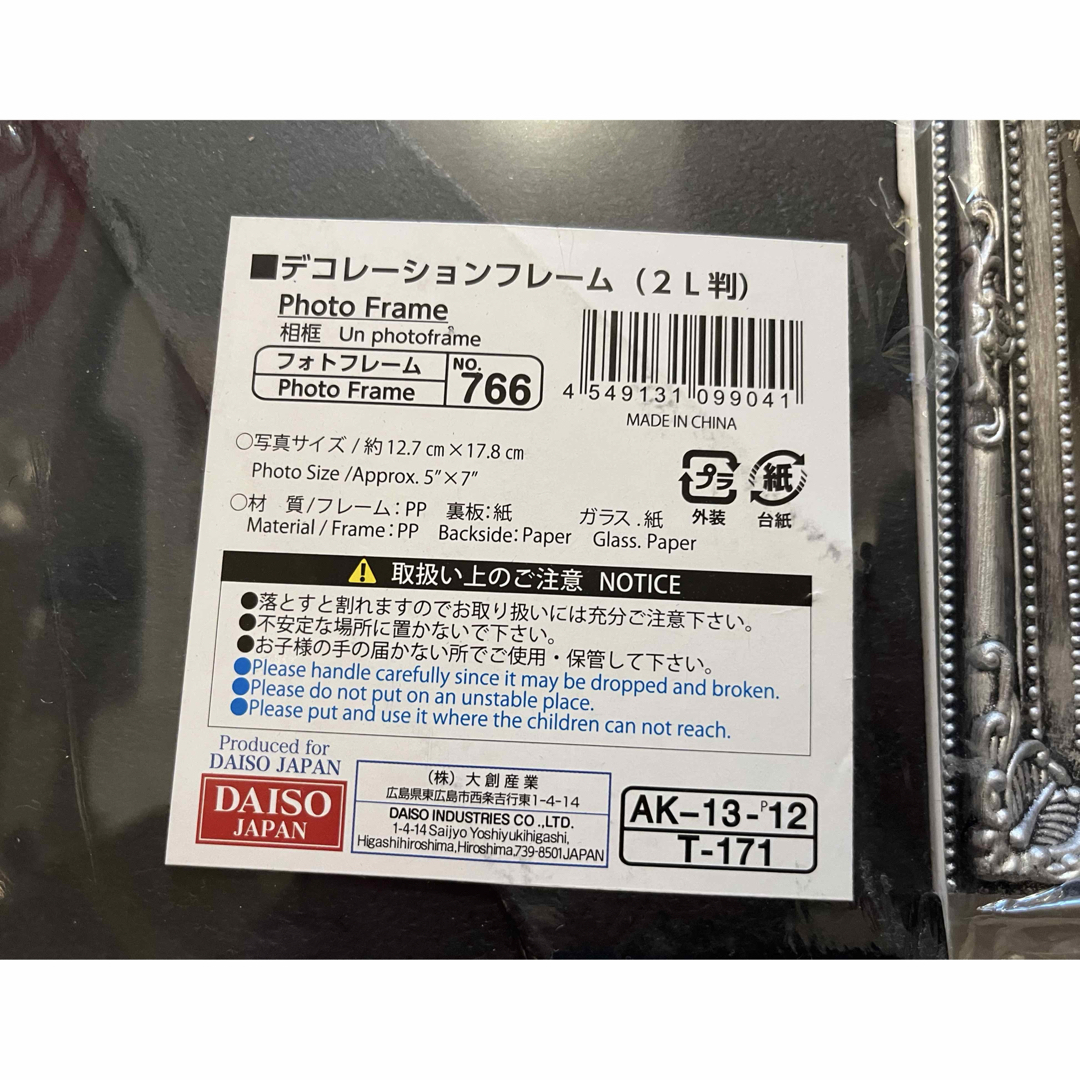 ■デコレーションフレーム（２Ｌ判）
Photo Frame
相框 Un photoframe
フォトフレーム
Photo Frame
NO.
766
4 549131 099041
MADE IN CHINA
○写真サイズ / 約 12.7 cm × 17.8 cm
Photo Size /Approx. 5"×7"
プラ
外装
紙
台紙
○材 質/フレーム：PP 裏板：紙 ガラス . 紙
Material / Frame：PP Backside：Paper Glass. Paper
取扱い上のご注意 NOTICE
●落とすと割れますのでお取り扱いには充分ご注意下さい。
●不安定な場所に置かないで下さい。
●お子様の手の届かない所でご使用・保管して下さい。
●Please handle carefully since it may be dropped and broken.
●Please do not put on an unstable place.
●Please put and use it where the children can not reach.
Produced for
DAISO JAPAN
DAISO
JAPAN
（株）大創産業
広島県東広島市西条吉行東1-4-14
DAISO INDUSTRIES CO .,LTD.
1-4-14 Saijyo Yoshiyukihigashi,
Higashihiroshima,Hiroshima,739-8501JAPAN
AK-13-P12
T-171